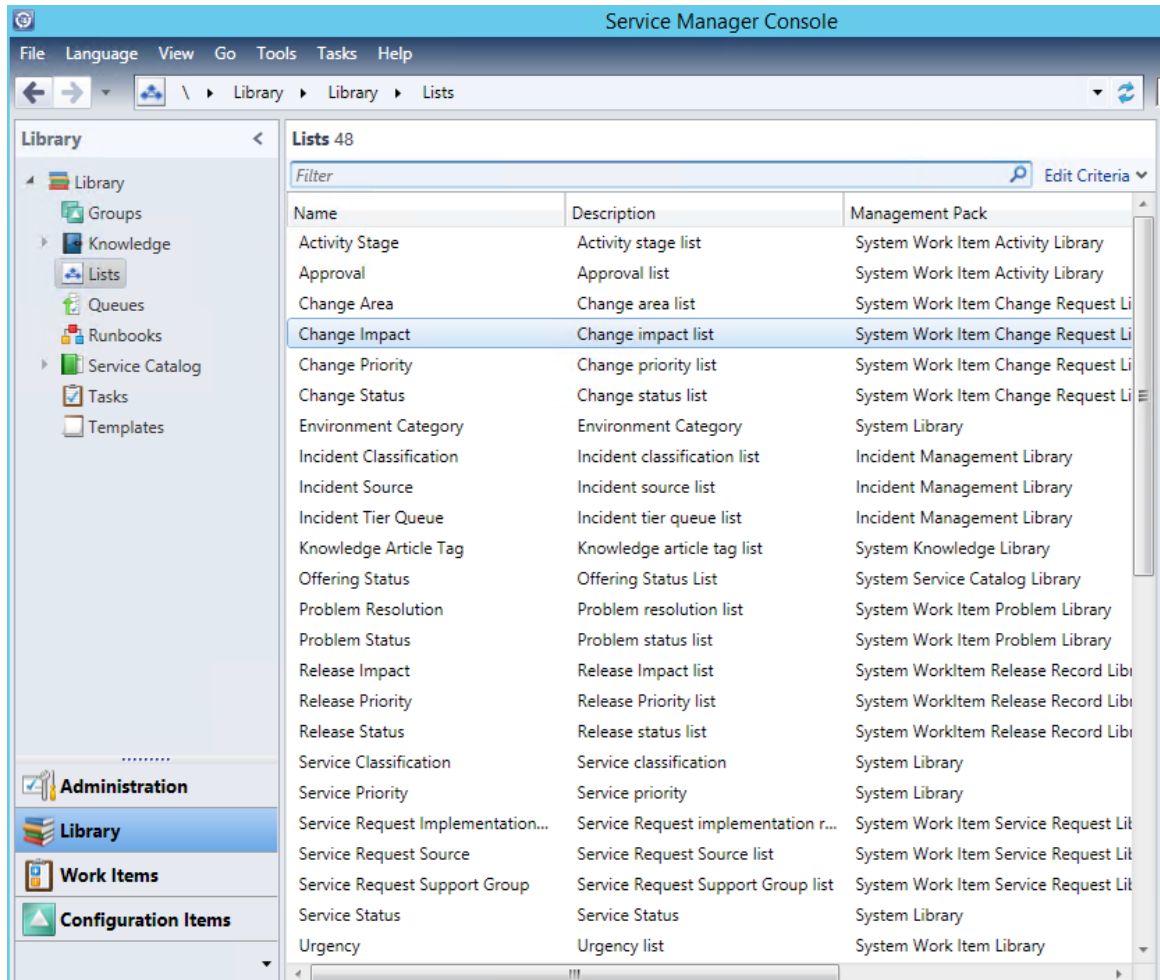 Service Manager Console
File Language View Go Tools Tasks Help
\ Library Library Lists
Library
Library
Groups
Knowledge
Lists
Queues
Runbooks
Service Catalog
Tasks
Templates
Administration
Library
Work Items
Configuration Items
Lists 48
Filter Edit Criteria
Name Description Management Pack
Activity Stage Activity stage list System Work Item Activity Library
Approval Approval list System Work Item Activity Library
Change Area Change area list System Work Item Change Request Li
Change Impact Change impact list System Work Item Change Request Li
Change Priority Change priority list System Work Item Change Request Li
Change Status Change status list System Work Item Change Request Li
Environment Category Environment Category System Library
Incident Classification Incident classification list Incident Management Library
Incident Source Incident source list Incident Management Library
Incident Tier Queue Incident tier queue list Incident Management Library
Knowledge Article Tag Knowledge article tag list System Knowledge Library
Offering Status Offering Status List System Service Catalog Library
Problem Resolution Problem resolution list System Work Item Problem Library
Problem Status Problem status list System Work Item Problem Library
Release Impact Release Impact list System WorkItem Release Record Libr
Release Priority Release Priority list System WorkItem Release Record Libr
Release Status Release status list System WorkItem Release Record Libr
Service Classification Service classification System Library
Service Priority Service priority System Library
Service Request Implementation... Service Request implementation r... System Work Item Service Request Lib
Service Request Source Service Request Source list System Work Item Service Request Lib
Service Request Support Group Service Request Support Group list System Work Item Service Request Lib
Service Status Service Status System Library
Urgency Urgency list System Work Item Library